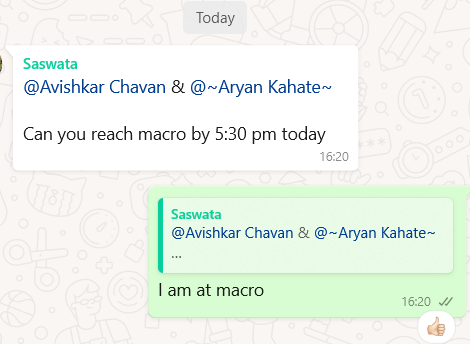 Today
Saswata
@Avishkar Chavan & @~Aryan Kahate~
Can you reach macro by 5:30 pm today
16:20
Saswata
@Avishkar Chavan & @~Aryan Kahate~
...
I am at macro
16:20